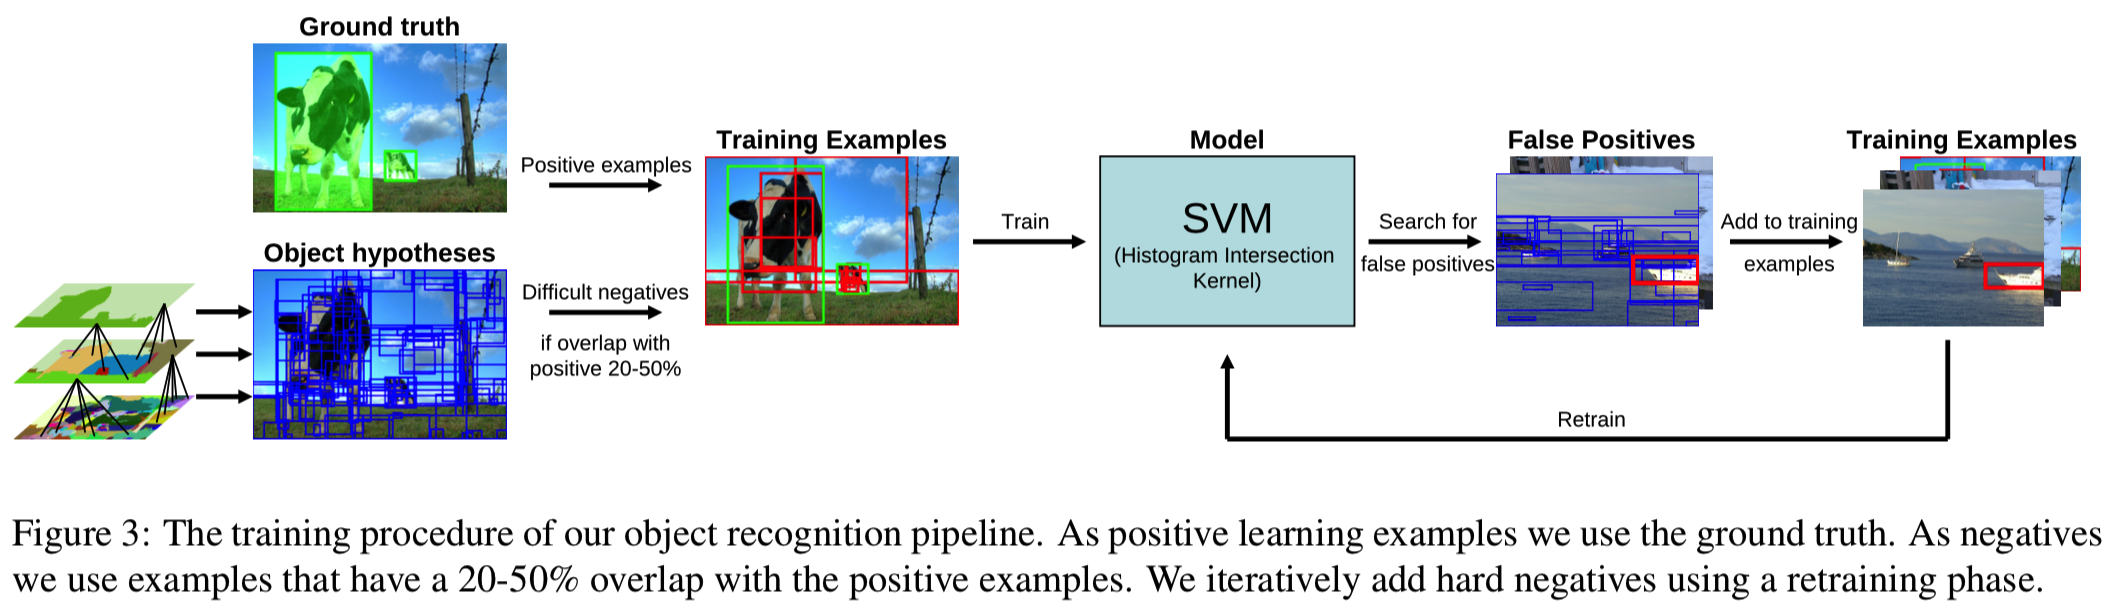 Ground truth
Positive examples
Object hypotheses
Difficult negatives
if overlap with
positive 20-50%
Training Examples
Train
Model
SVM
(Histogram Intersection
Kernel)
Search for
false positives
False Positives
Add to training
examples
Training Examples
Retrain
Figure 3: The training procedure of our object recognition pipeline. As positive learning examples we use the ground truth. As negatives
we use examples that have a 20-50% overlap with the positive examples. We iteratively add hard negatives using a retraining phase.